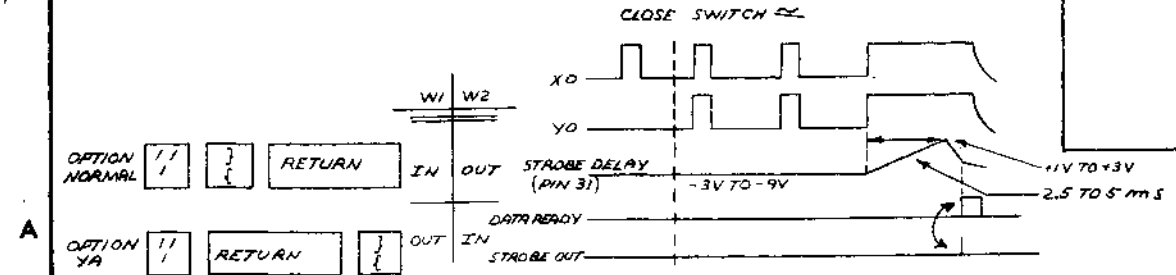 CLOSE SWITCH
XO
W1 W2
YO
OPTION NORMAL " } { RETURN IN OUT
STROBE DELAY
(PIN 31)
-3V TO -9V
+1V TO +3V
2.5 TO 5 ms
DATA READY
A
OPTION YA " RETURN } { OUT IN
STROBE OUT